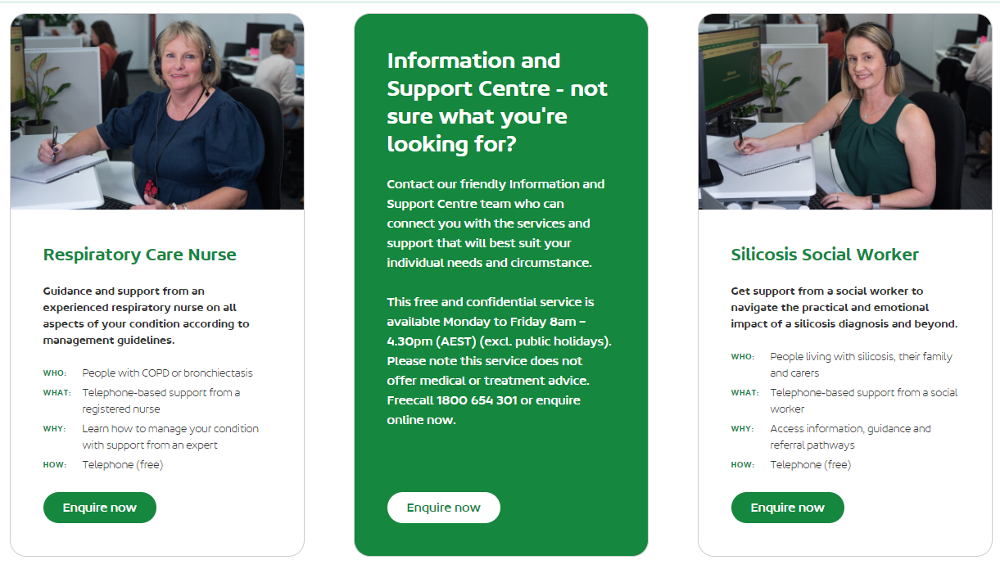 Respiratory Care Nurse
Guidance and support from an
experienced respiratory nurse on all
aspects of your condition according to
management guidelines.
WHO: People with COPD or bronchiectasis
WHAT: Telephone-based support from a
registered nurse
WHY: Learn how to manage your condition
with support from an expert
HOW: Telephone (free)
Enquire now
Information and
Support Centre - not
sure what you're
looking for?
Contact our friendly Information and
Support Centre team who can
connect you with the services and
support that will best suit your
individual needs and circumstance.
This free and confidential service is
available Monday to Friday 8am –
4.30pm (AEST) (excl. public holidays).
Please note this service does not
offer medical or treatment advice.
Freecall 1800 654 301 or enquire
online now.
Enquire now
Silicosis Social Worker
Get support from a social worker to
navigate the practical and emotional
impact of a silicosis diagnosis and beyond.
WHO: People living with silicosis, their family
and carers
WHAT: Telephone-based support from a social
worker
WHY: Access information, guidance and
referral pathways
HOW: Telephone (free)
Enquire now